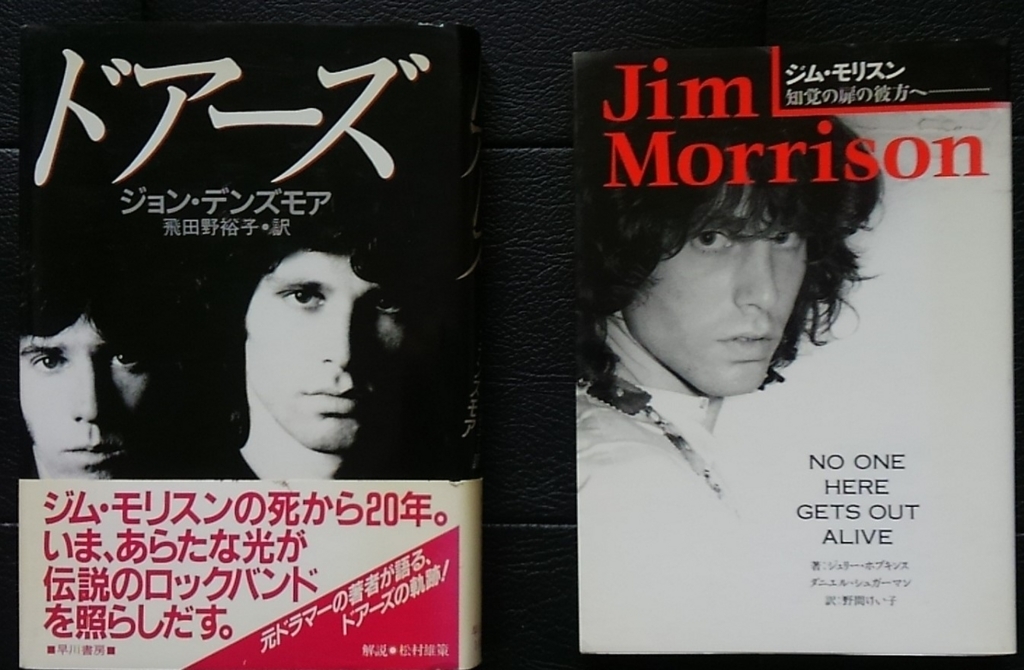 ドアーズ
ジョン・デンズモア
飛田野裕子・訳
ジム・モリスンの死から20年。
いま、あらたな光が
伝説のロックバンド
を照らしだす。
元ドラマーの著者が語る、
ドアーズの軌跡!
■早川書房■
解説●松村雄策
Jim
Morrison
ジム・モリスン
知覚の扉の彼方へ────
NO ONE
HERE
GETS OUT
ALIVE
著:ジェリー・ホプキンス
ダニエル・シュガーマン
訳:野間けい子